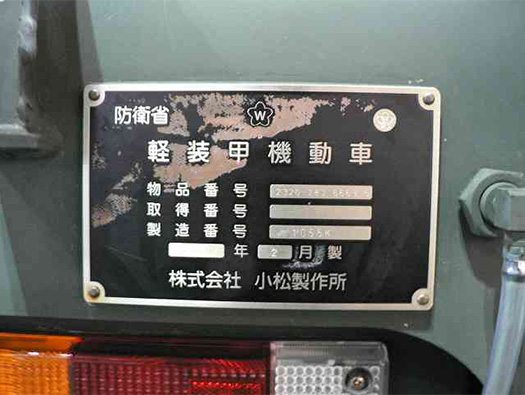 防衛省 W
軽装甲機動車
物品番号
取得番号
製造番号
年 2 月製
株式会社 小松製作所